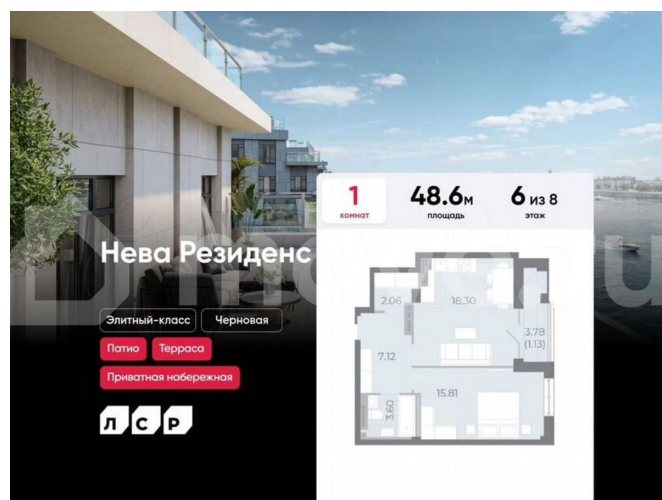 1
комнат
48.6м
площадь
6 из 8
этаж
Нева Резиденс
Элитный-класс
Черновая
Патио
Терраса
Приватная набережная
ЛСР
2.06
18.30
3.78
(1.13)
7.12
15.81
3.60